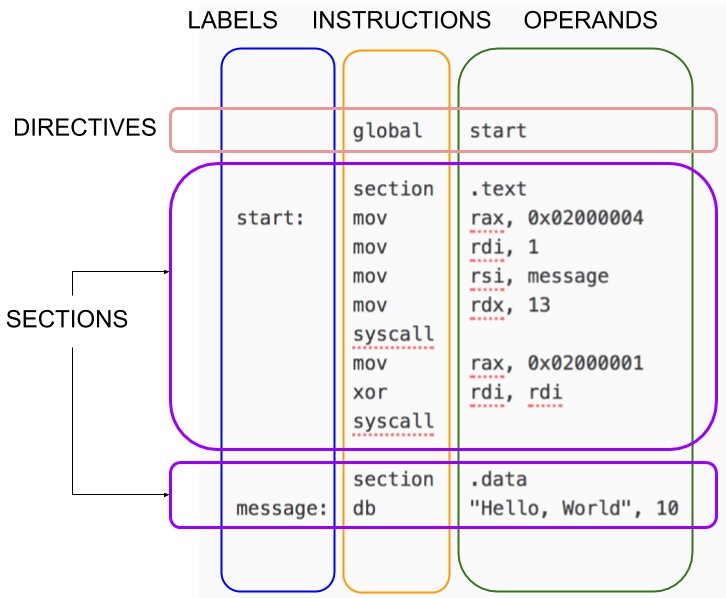 LABELS INSTRUCTIONS OPERANDS
DIRECTIVES global start
section .text
start: mov rax, 0x02000004
mov rdi, 1
mov rsi, message
mov rdx, 13
SECTIONS
syscall
mov rax, 0x02000001
xor rdi, rdi
syscall
section .data
message: db "Hello, World", 10